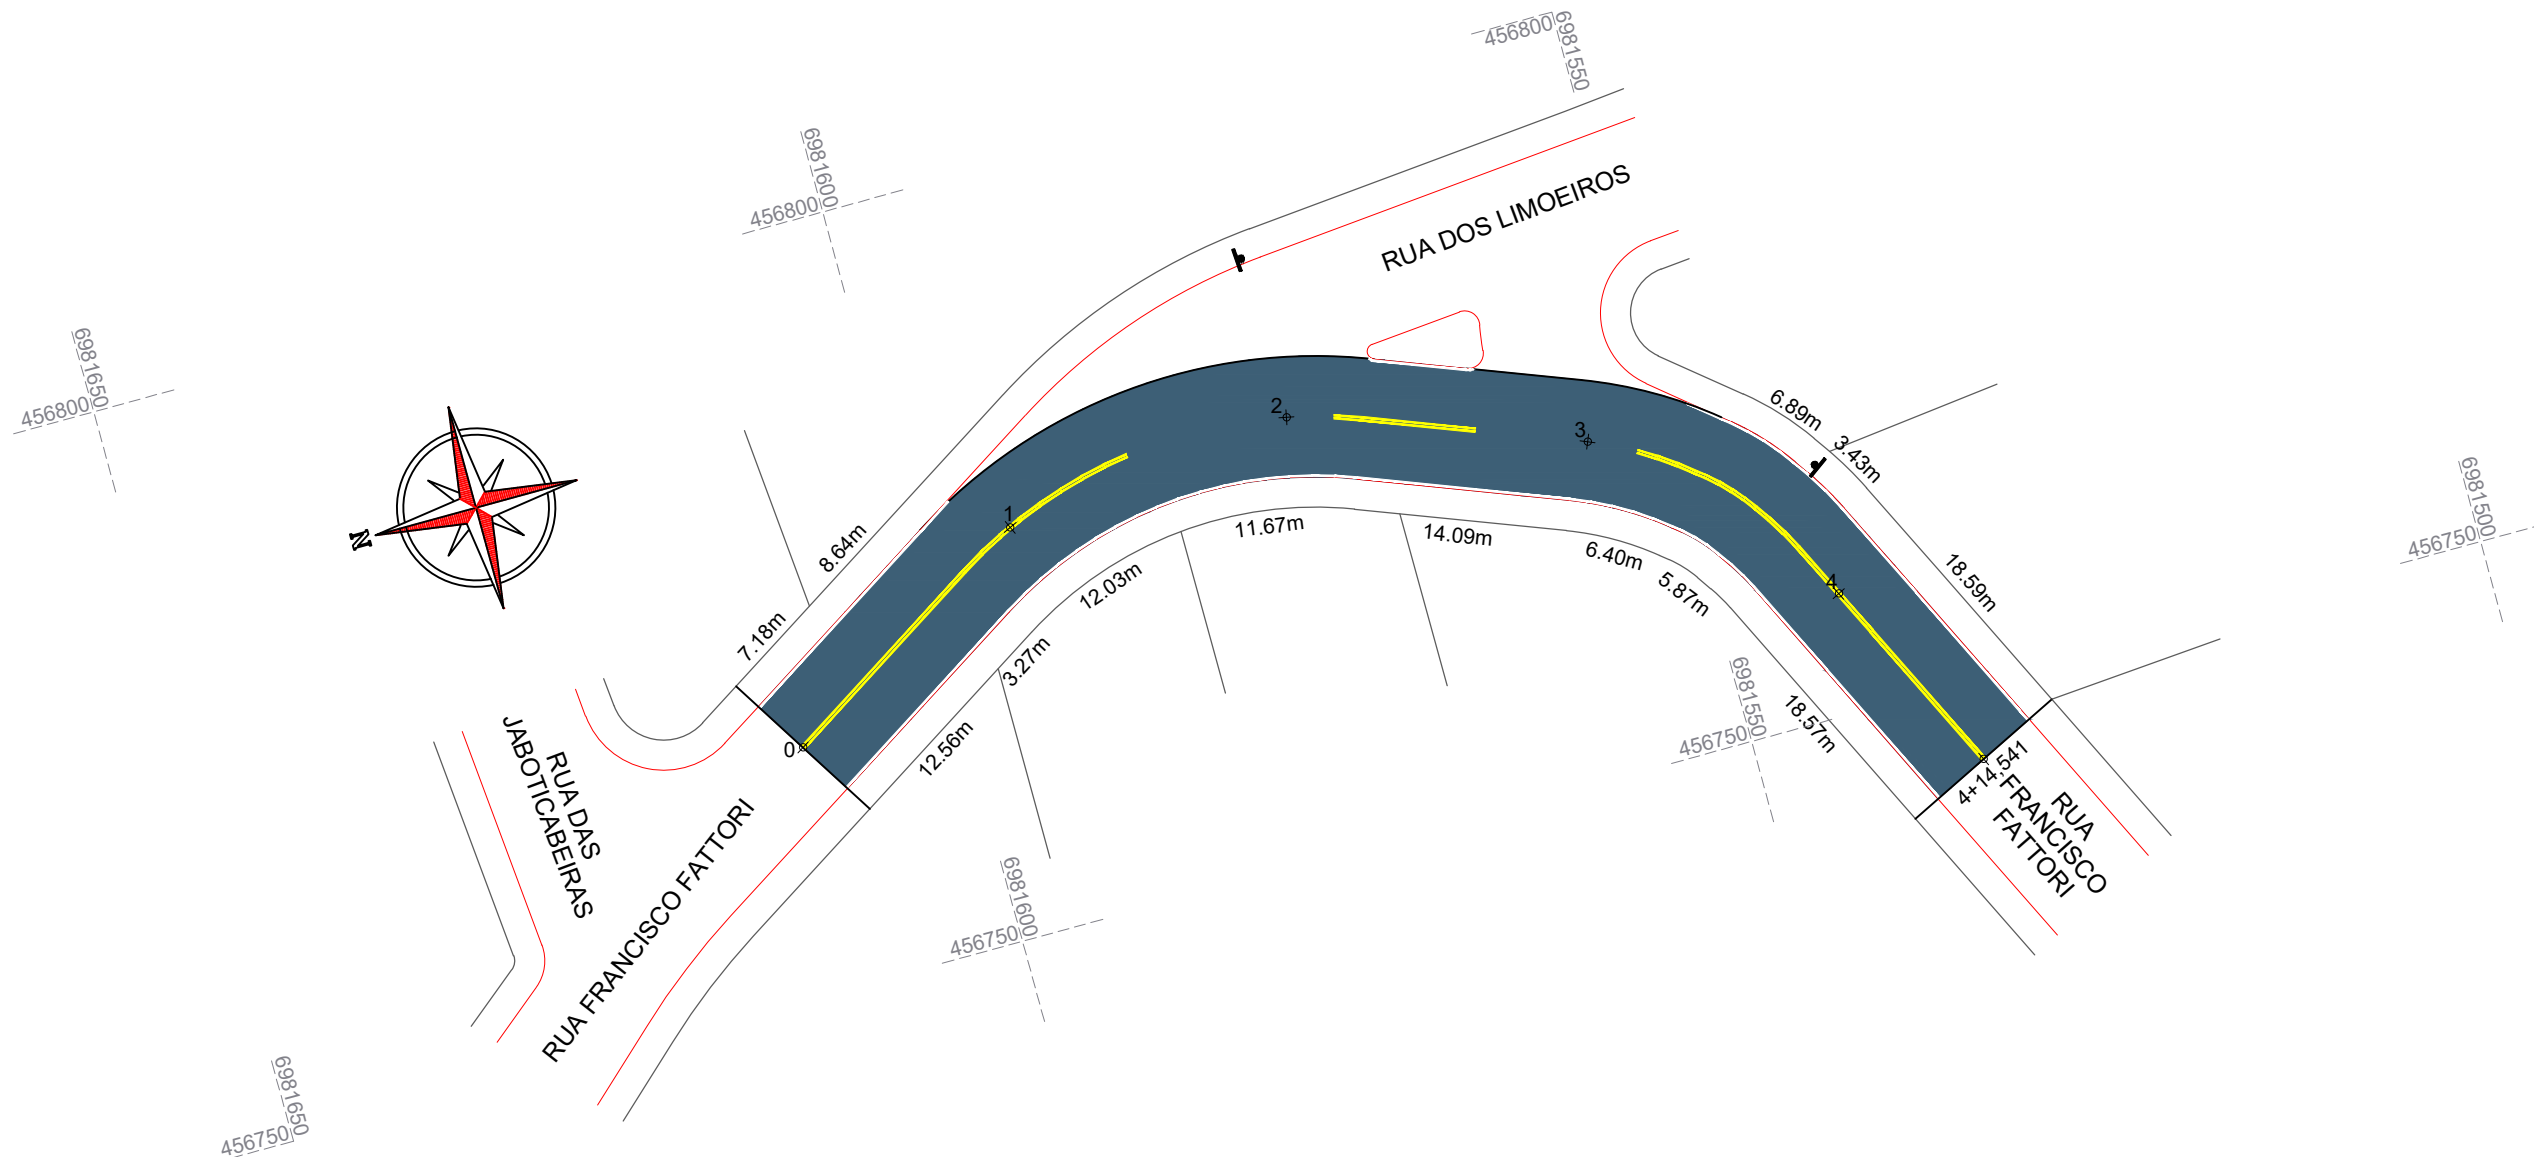 456800
6981550
6981600
456800
RUA DOS LIMOEIROS
6981650
456800
6.89m
3.43m
2
3
6981500
456750
1
N
11.67m
14.09m
8.64m
6.40m
12.03m
5.87m
4
18.59m
7.18m
3.27m
6981550
456750
18.57m
0
12.56m
4+14,541
RUA DAS
JABOTICABEIRAS
RUA
FRANCISCO
FATTORI
RUA FRANCISCO FATTORI
6981600
456750
6981650
456750